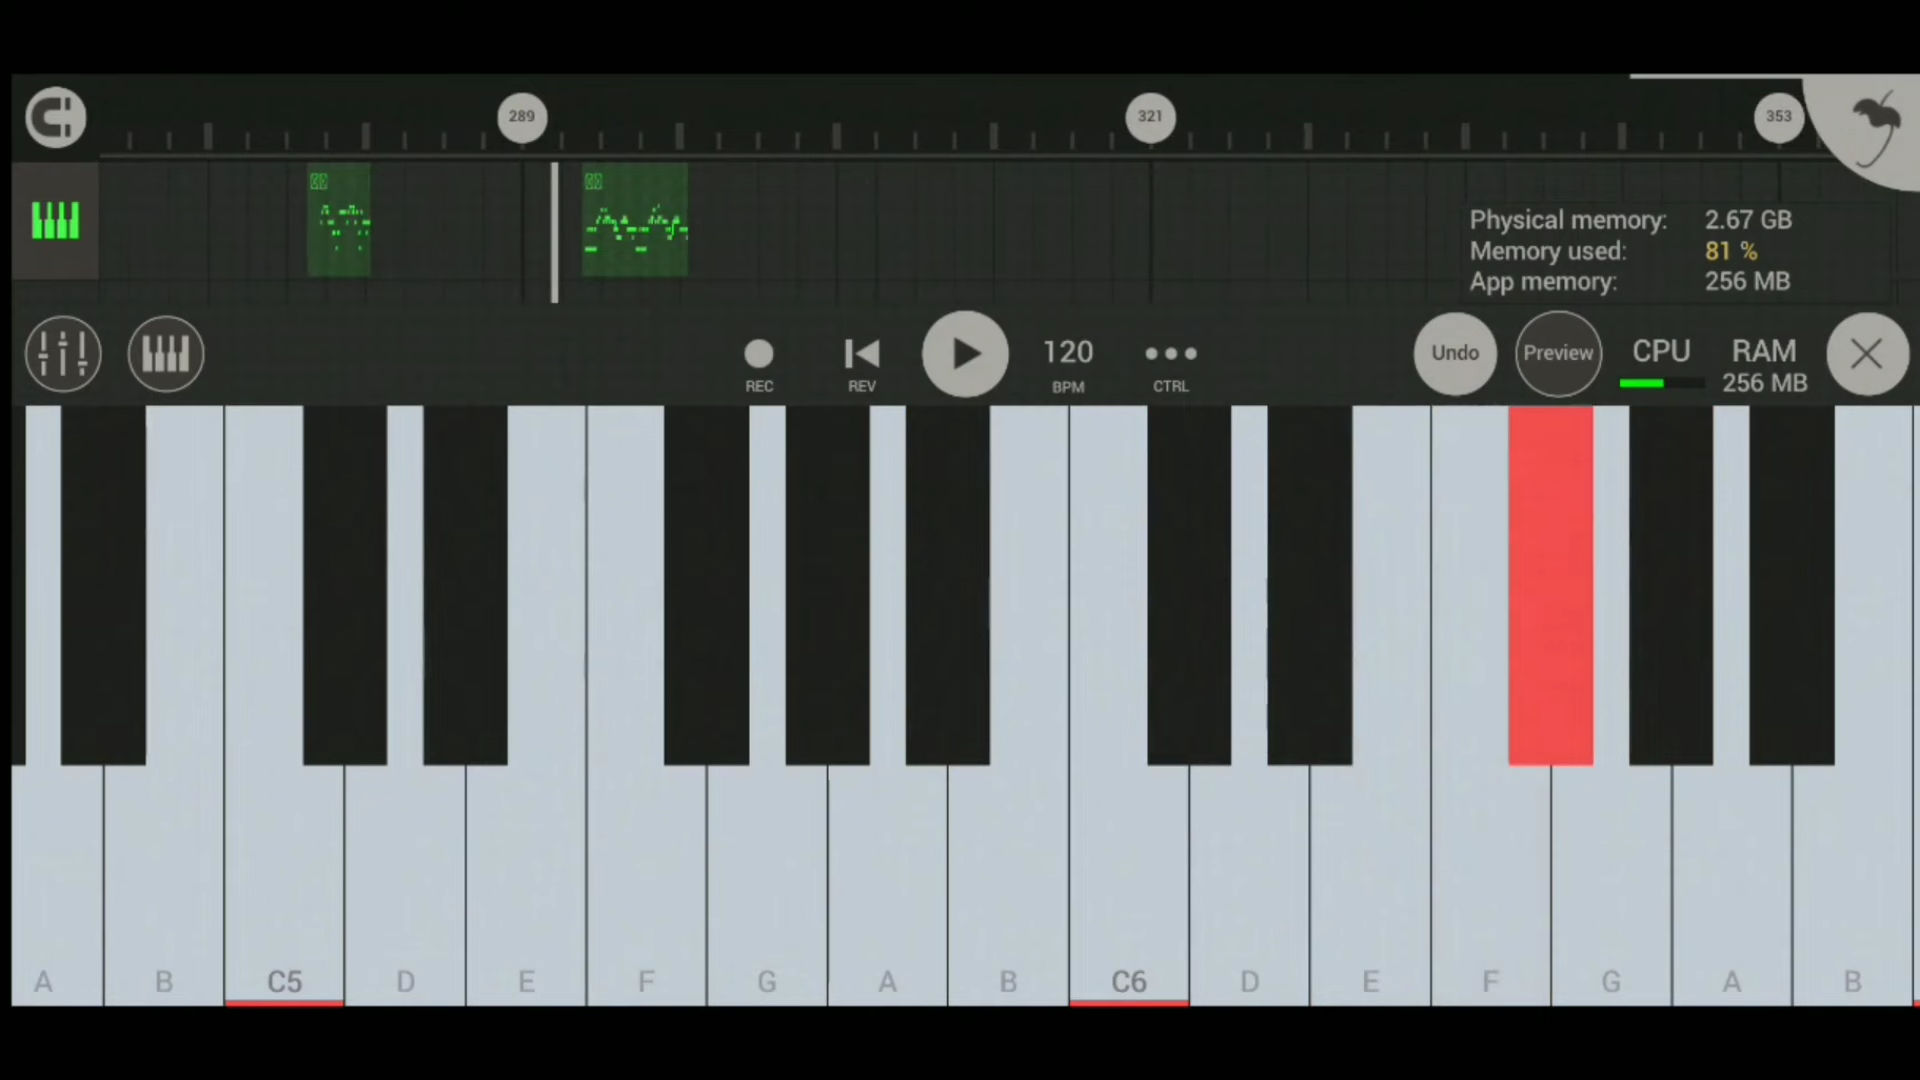 289
321
353
Physical memory: 2.67 GB
Memory used: 81 %
App memory: 256 MB
REC
REV
120
BPM
CTRL
Undo
Preview
CPU
RAM
256 MB
A B C5 D E F G A B C6 D E F G A B